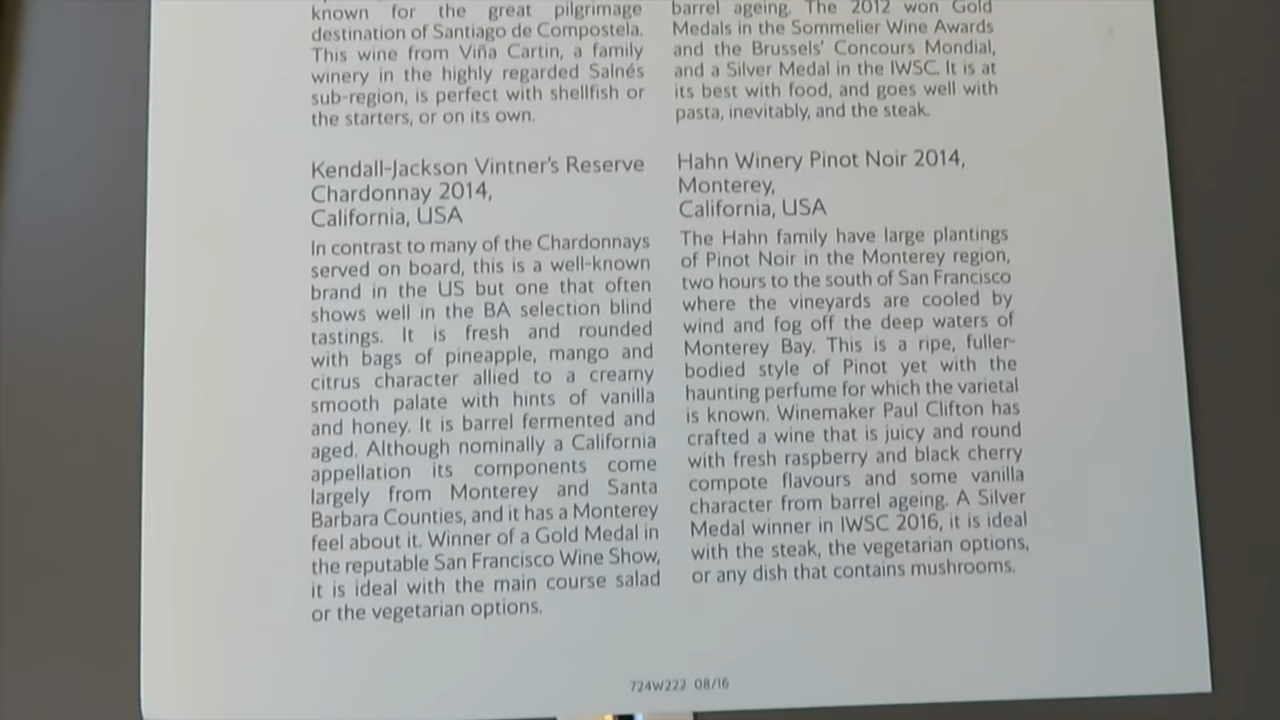 known for the great pilgrimage
destination of Santiago de Compostela.
This wine from Viña Cartin, a family
winery in the highly regarded Salnés
sub-region, is perfect with shellfish or
the starters, or on its own.
Kendall-Jackson Vintner's Reserve
Chardonnay 2014,
California, USA
In contrast to many of the Chardonnays
served on board, this is a well-known
brand in the US but one that often
shows well in the BA selection blind
tastings. It is fresh and rounded
with bags of pineapple, mango and
citrus character allied to a creamy
smooth palate with hints of vanilla
and honey. It is barrel fermented and
aged. Although nominally a California
appellation its components come
largely from Monterey and Santa
Barbara Counties, and it has a Monterey
feel about it. Winner of a Gold Medal in
the reputable San Francisco Wine Show,
it is ideal with the main course salad
or the vegetarian options.
barrel ageing. The 2012 won Gold
Medals in the Sommelier Wine Awards
and the Brussels' Concours Mondial,
and a Silver Medal in the IWSC. It is at
its best with food, and goes well with
pasta, inevitably, and the steak.
Hahn Winery Pinot Noir 2014,
Monterey,
California, USA
The Hahn family have large plantings
of Pinot Noir in the Monterey region,
two hours to the south of San Francisco
where the vineyards are cooled by
wind and fog off the deep waters of
Monterey Bay. This is a ripe, fuller-
bodied style of Pinot yet with the
haunting perfume for which the varietal
is known. Winemaker Paul Clifton has
crafted a wine that is juicy and round
with fresh raspberry and black cherry
compote flavours and some vanilla
character from barrel ageing. A Silver
Medal winner in IWSC 2016, it is ideal
with the steak, the vegetarian options,
or any dish that contains mushrooms.
724W222 08/16